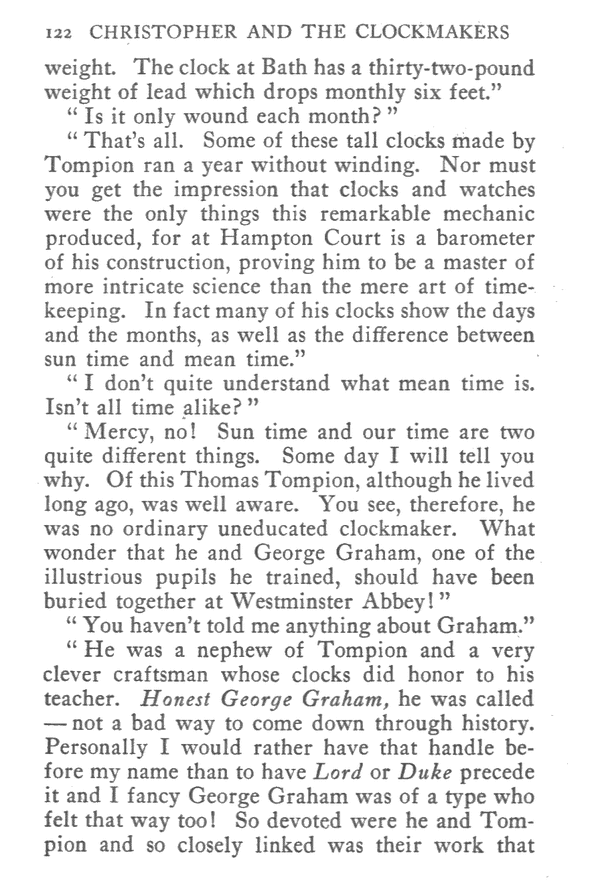 122 CHRISTOPHER AND THE CLOCKMAKERS
weight. The clock at Bath has a thirty-two-pound
weight of lead which drops monthly six feet.”
“ Is it only wound each month? ”
“ That’s all. Some of these tall clocks made by
Tompion ran a year without winding. Nor must
you get the impression that clocks and watches
were the only things this remarkable mechanic
produced, for at Hampton Court is a barometer
of his construction, proving him to be a master of
more intricate science than the mere art of time-
keeping. In fact many of his clocks show the days
and the months, as well as the difference between
sun time and mean time.”
“ I don’t quite understand what mean time is.
Isn’t all time alike? ”
“ Mercy, no! Sun time and our time are two
quite different things. Some day I will tell you
why. Of this Thomas Tompion, although he lived
long ago, was well aware. You see, therefore, he
was no ordinary uneducated clockmaker. What
wonder that he and George Graham, one of the
illustrious pupils he trained, should have been
buried together at Westminster Abbey! ”
“ You haven’t told me anything about Graham.”
“ He was a nephew of Tompion and a very
clever craftsman whose clocks did honor to his
teacher. Honest George Graham, he was called
— not a bad way to come down through history.
Personally I would rather have that handle be-
fore my name than to have Lord or Duke precede
it and I fancy George Graham was of a type who
felt that way too! So devoted were he and Tom-
pion and so closely linked was their work that